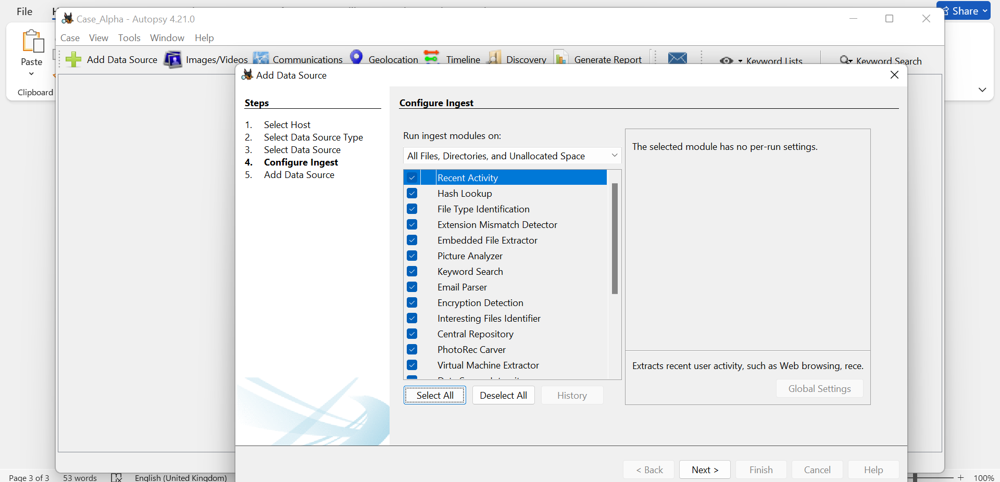 File
Share
Case_Alpha - Autopsy 4.21.0
Case View Tools Window Help
Paste
Clipboard
Add Data Source Images/Videos Communications Geolocation Timeline Discovery Generate Report Keyword Lists Keyword Search
Add Data Source
Steps
1. Select Host
2. Select Data Source Type
3. Select Data Source
4. Configure Ingest
5. Add Data Source
Configure Ingest
Run ingest modules on:
All Files, Directories, and Unallocated Space
Recent Activity
Hash Lookup
File Type Identification
Extension Mismatch Detector
Embedded File Extractor
Picture Analyzer
Keyword Search
Email Parser
Encryption Detection
Interesting Files Identifier
Central Repository
PhotoRec Carver
Virtual Machine Extractor
Select All Deselect All History
The selected module has no per-run settings.
Extracts recent user activity, such as Web browsing, rece.
Global Settings
< Back Next > Finish Cancel Help
Page 3 of 3 53 words English (United Kingdom) 100%